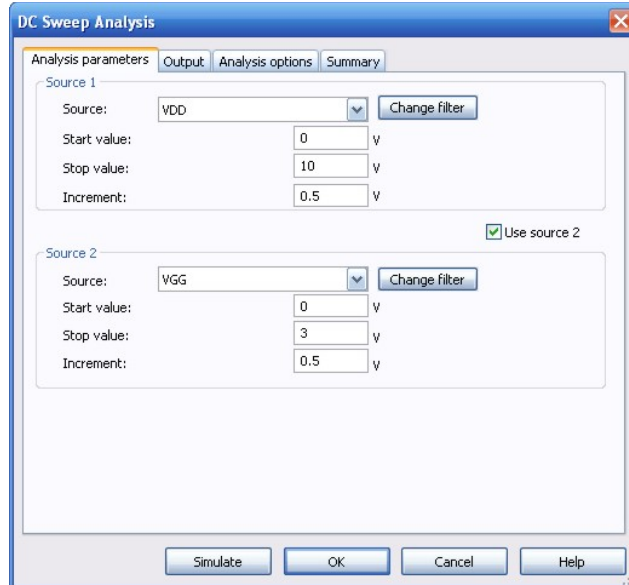 DC Sweep Analysis
Analysis parameters Output Analysis options Summary
Source 1
Source: VDD Change filter
Start value: 0 V
Stop value: 10 V
Increment: 0.5 V
Use source 2
Source 2
Source: VGG Change filter
Start value: 0 V
Stop value: 3 V
Increment: 0.5 V
Simulate OK Cancel Help